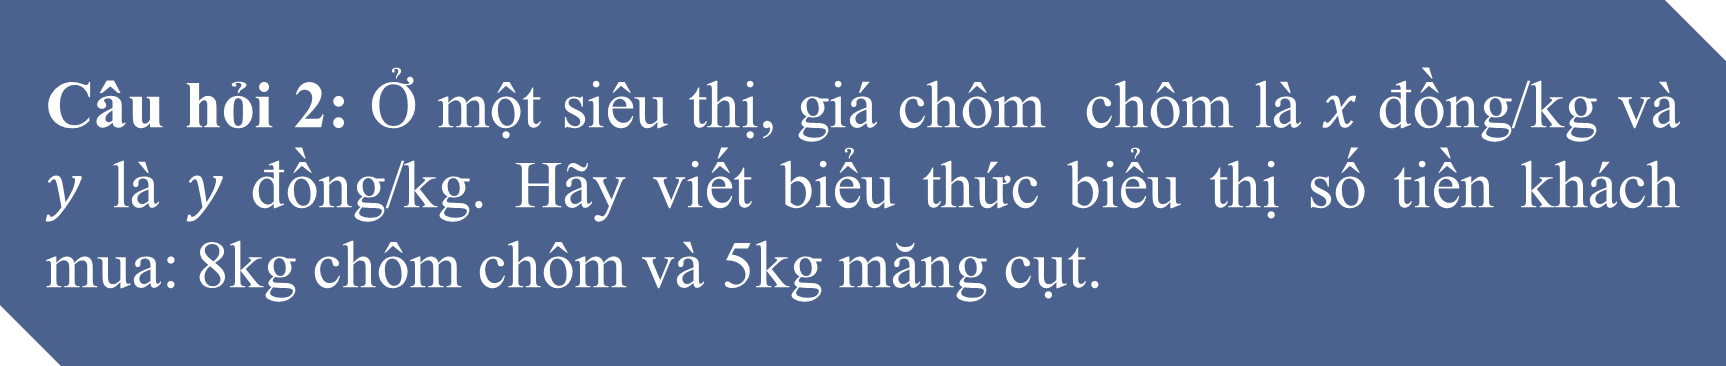 Câu hỏi 2: Ở một siêu thị, giá chôm chôm là x đồng/kg và
y là y đồng/kg. Hãy viết biểu thức biểu thị số tiền khách
mua: 8kg chôm chôm và 5kg măng cụt.